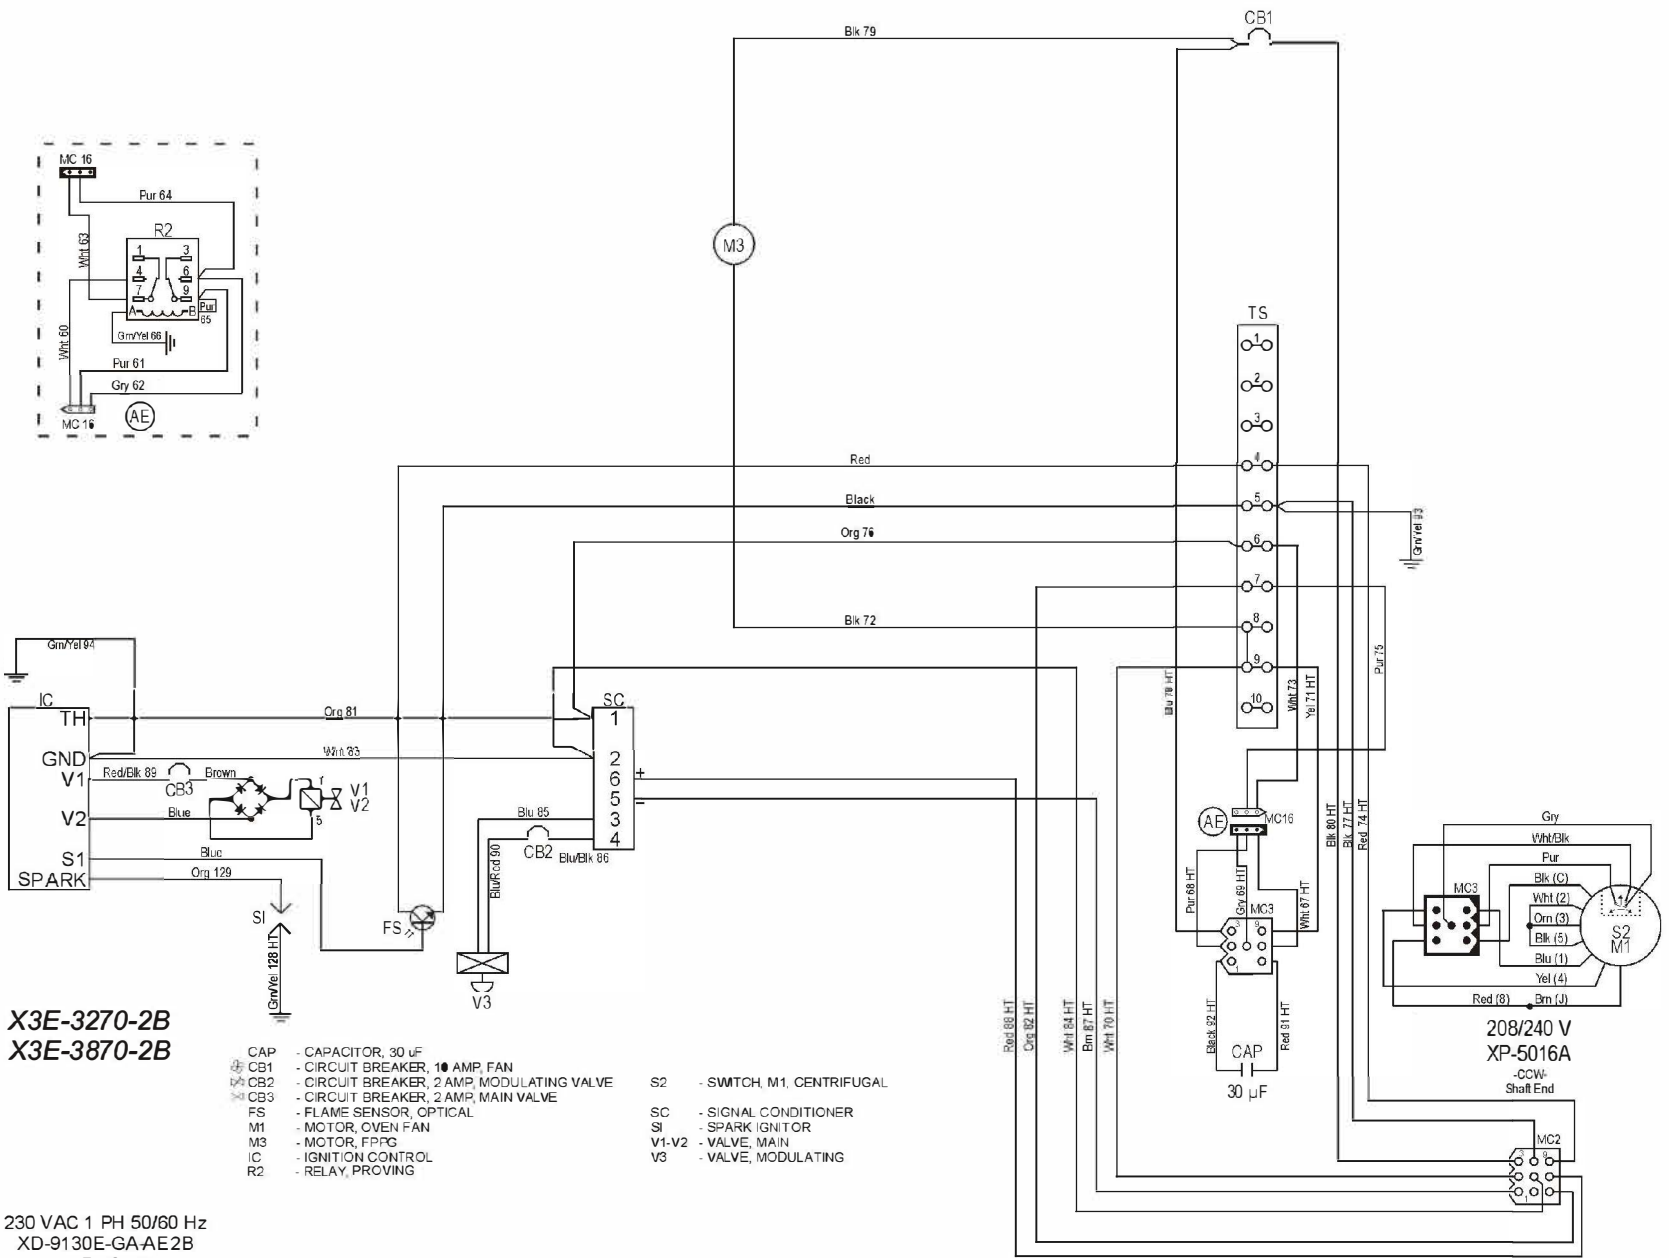 CB1
Blk 79
MC 16
Pur 64
R2
Wht 63
1 3
4 6
7 9
A B
Pur
65
Grn/Yel 66
Wht 60
Pur 61
Gry 62
MC 16
AE
M3
TS
1
2
3
Red
4
Black
5
Grn/Yel 93
Org 76
6
7
Blk 72
8
9
10
Pur 75
Blu 78 HT
Wht 73
Yel 71 HT
Grn/Yel 94
IC
TH
Org 81
SC
1
GND
Wht 83
2
V1
Red/Blk 89
CB3
Brown
V1
V2
+
6
-
5
V2
Blue
5
Blu 85
3
4
CB2
Blu/Blk 86
Blu/Red 90
S1
Blue
SPARK
Org 129
SI
FS
Grn/Yel 128 HT
V3
AE
MC16
Blk 80 HT
Blk 77 HT
Red 74 HT
Pur 68 HT
Gry 69 HT
Wht 67 HT
MC3
3 9
1
Black 92 HT
Red 91 HT
CAP
30 µF
Gry
Wht/Blk
Pur
Blk (C)
MC3
Wht (2)
Orn (3)
Blk (5)
S2
M1
Blu (1)
Yel (4)
Red (8)
Brn (J)
208/240 V
XP-5016A
-CCW-
Shaft End
Red 88 HT
Org 82 HT
Wht 84 HT
Brn 87 HT
Wht 70 HT
MC2
3 9
1
X3E-3270-2B
X3E-3870-2B
CAP - CAPACITOR, 30 uF
CB1 - CIRCUIT BREAKER, 10 AMP, FAN
CB2 - CIRCUIT BREAKER, 2 AMP, MODULATING VALVE
CB3 - CIRCUIT BREAKER, 2 AMP, MAIN VALVE
FS - FLAME SENSOR, OPTICAL
M1 - MOTOR, OVEN FAN
M3 - MOTOR, FPPG
IC - IGNITION CONTROL
R2 - RELAY, PROVING
S2 - SWITCH, M1, CENTRIFUGAL
SC - SIGNAL CONDITIONER
SI - SPARK IGNITOR
V1-V2 - VALVE, MAIN
V3 - VALVE, MODULATING
230 VAC 1 PH 50/60 Hz
XD-9130E-GA-AE2B